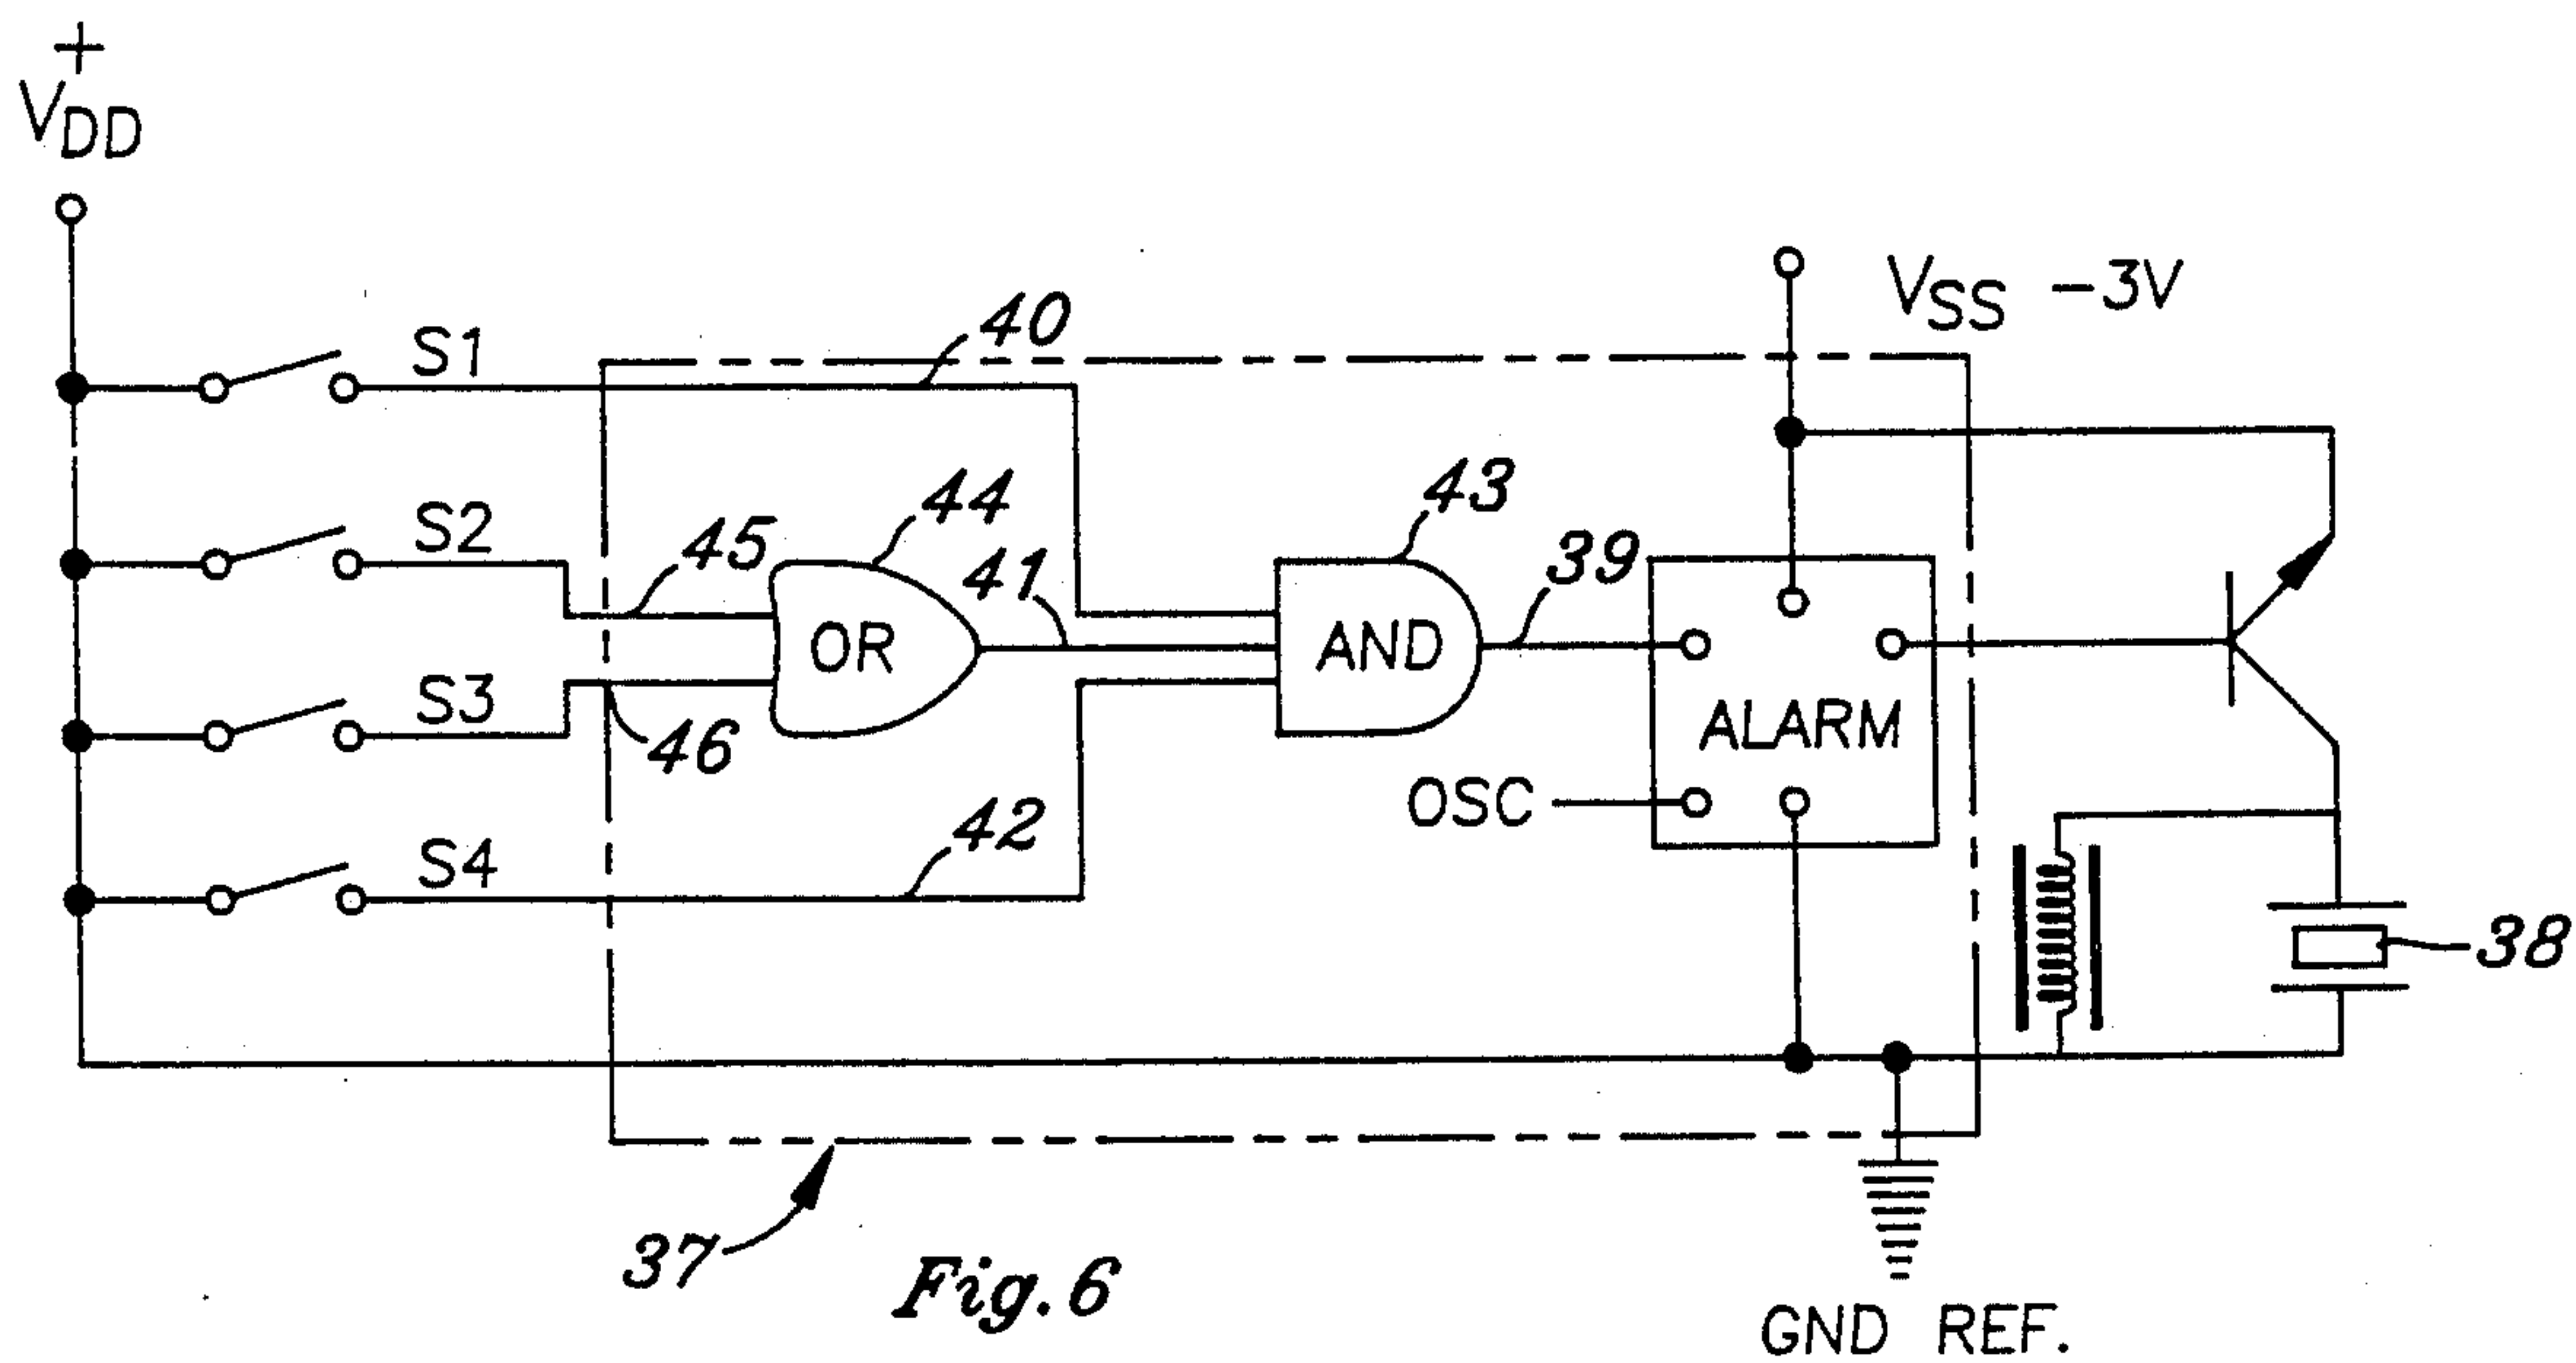 +
VDD
VSS -3V
S1
40
S2
45
44
41
43
39
OR
AND
S3
46
ALARM
OSC
S4
42
38
37
Fig. 6
GND REF.